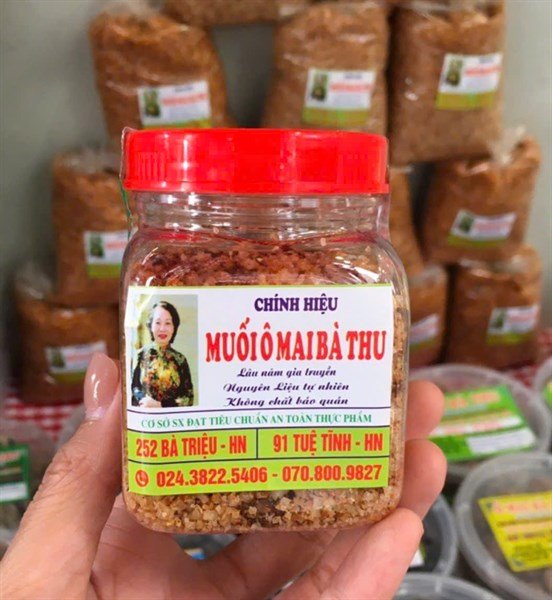 CHÍNH HIỆU
MUỐI Ô MAI BÀ THU
Lâu năm gia truyền
Nguyên Liệu tự nhiên
Không chất bảo quản
CƠ SỞ SX ĐẠT TIÊU CHUẨN AN TOÀN THỰC PHẨM
252 BÀ TRIỆU - HN
91 TUỆ TĨNH - HN
024.3822.5406 - 070.800.9827